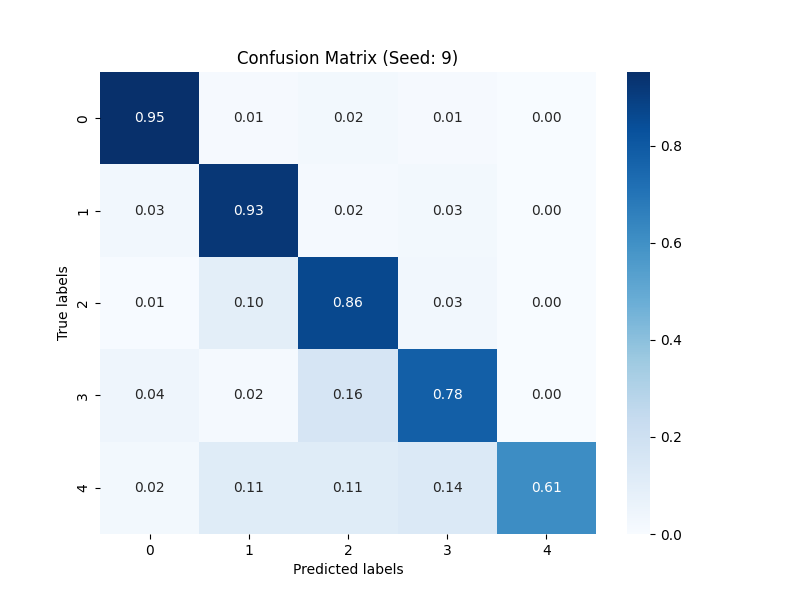 Confusion Matrix (Seed: 9)
0 0.95 0.01 0.02 0.01 0.00
0.8
1 0.03 0.93 0.02 0.03 0.00
0.6
True labels
2 0.01 0.10 0.86 0.03 0.00
0.4
3 0.04 0.02 0.16 0.78 0.00
0.2
4 0.02 0.11 0.11 0.14 0.61
0.0
0 1 2 3 4
Predicted labels